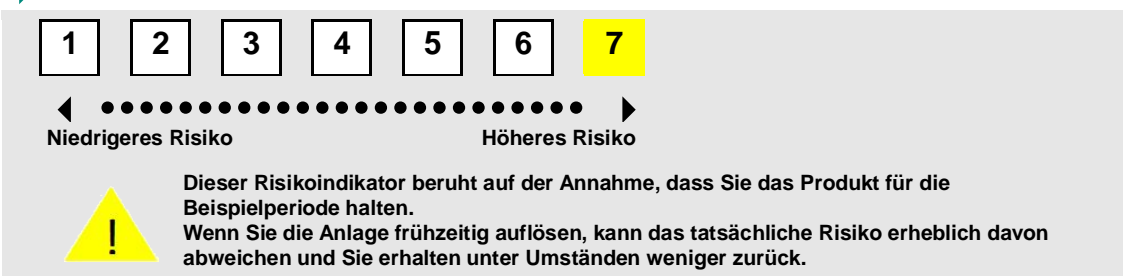 1 2 3 4 5 6 7
Niedrigeres Risiko Höheres Risiko
Dieser Risikoindikator beruht auf der Annahme, dass Sie das Produkt für die
Beispielperiode halten.
Wenn Sie die Anlage frühzeitig auflösen, kann das tatsächliche Risiko erheblich davon
abweichen und Sie erhalten unter Umständen weniger zurück.
!